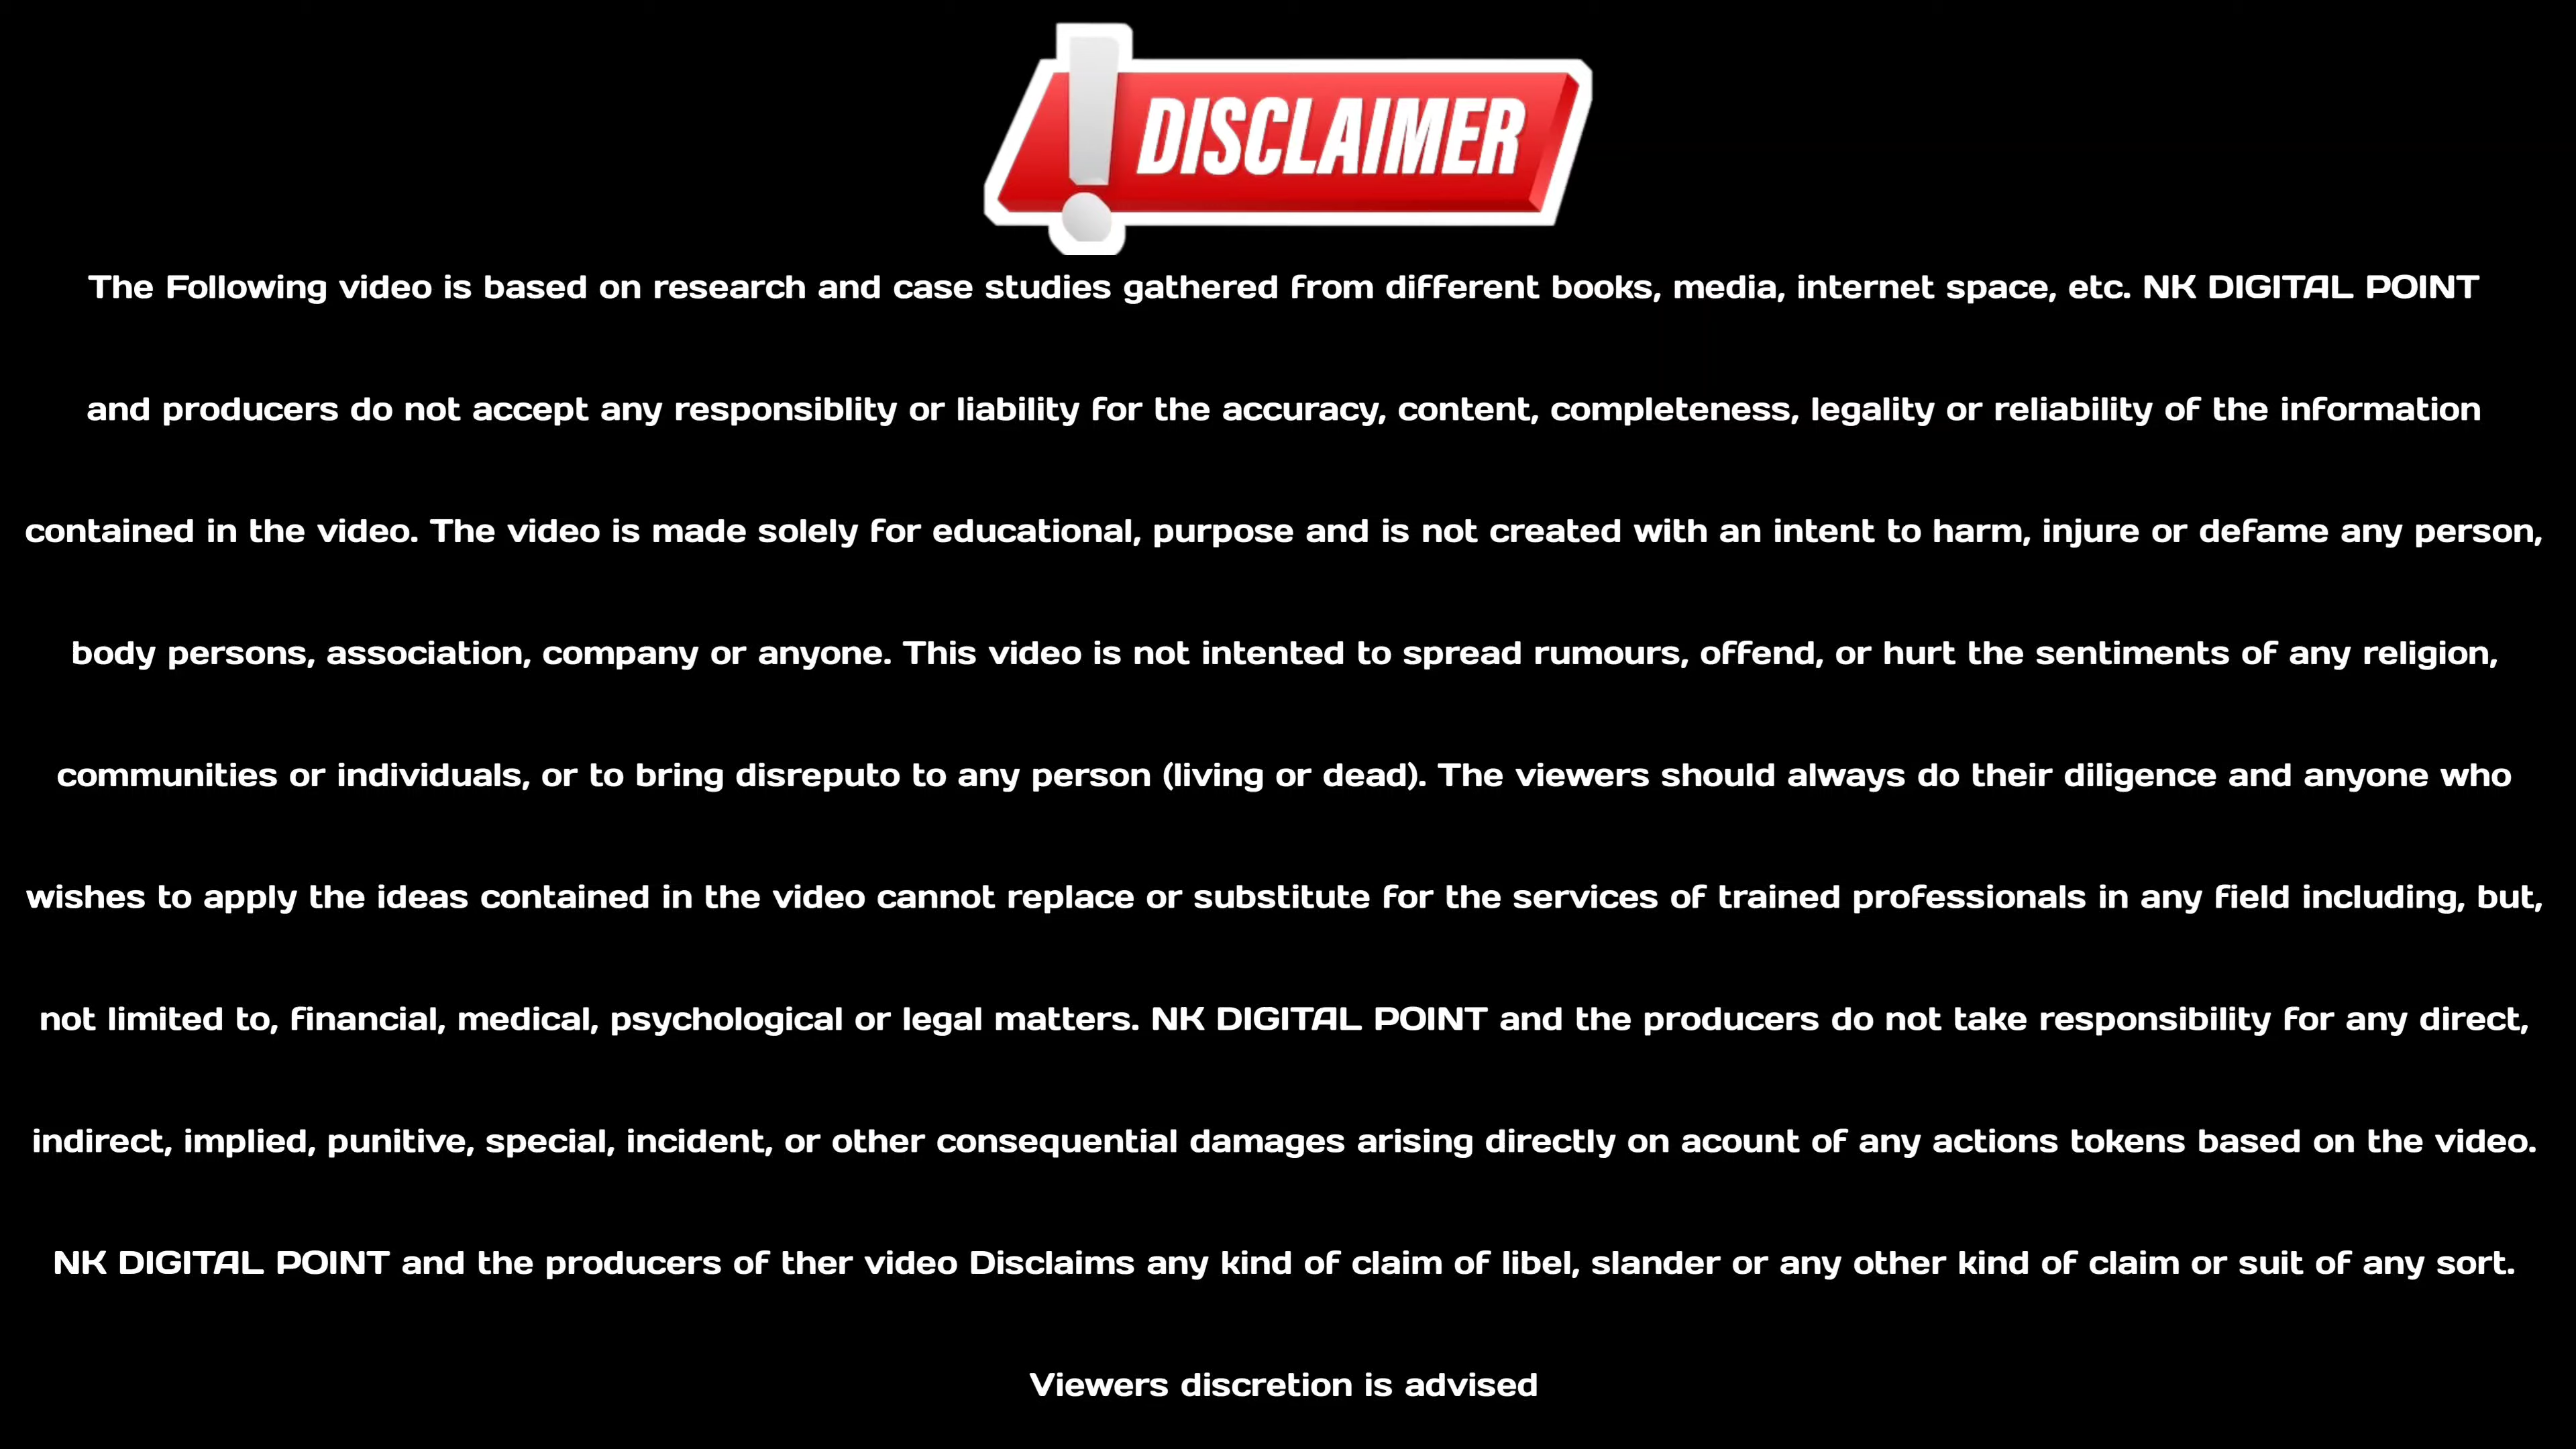 DISCLAIMER
The Following video is based on research and case studies gathered from different books, media, internet space, etc. NK DIGITAL POINT
and producers do not accept any responsiblity or liability for the accuracy, content, completeness, legality or reliability of the information
contained in the video. The video is made solely for educational, purpose and is not created with an intent to harm, injure or defame any person,
body persons, association, company or anyone. This video is not intented to spread rumours, offend, or hurt the sentiments of any religion,
communities or individuals, or to bring disreputo to any person (living or dead). The viewers should always do their diligence and anyone who
wishes to apply the ideas contained in the video cannot replace or substitute for the services of trained professionals in any field including, but,
not limited to, financial, medical, psychological or legal matters. NK DIGITAL POINT and the producers do not take responsibility for any direct,
indirect, implied, punitive, special, incident, or other consequential damages arising directly on acount of any actions tokens based on the video.
NK DIGITAL POINT and the producers of ther video Disclaims any kind of claim of libel, slander or any other kind of claim or suit of any sort.
Viewers discretion is advised